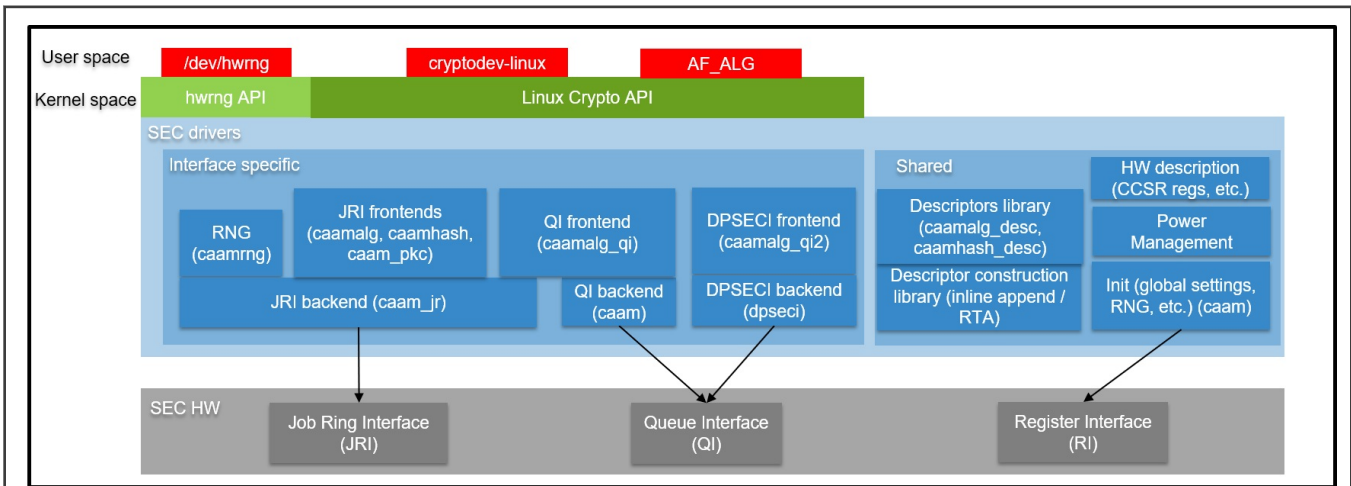 User space
/dev/hwrng
cryptodev-linux
AF_ALG
Kernel space
hwrng API
Linux Crypto API
SEC drivers
Interface specific
RNG
(caamrng)
JRI frontends
(caamalg, caamhash,
caam_pkc)
QI frontend
(caamalg_qi)
DPSECI frontend
(caamalg_qi2)
JRI backend (caam_jr)
QI backend
(caam)
DPSECI backend
(dpseci)
Shared
Descriptors library
(caamalg_desc,
caamhash_desc)
Descriptor construction
library (inline append /
RTA)
HW description
(CCSR regs, etc.)
Power
Management
Init (global settings,
RNG, etc.) (caam)
SEC HW
Job Ring Interface
(JRI)
Queue Interface
(QI)
Register Interface
(RI)